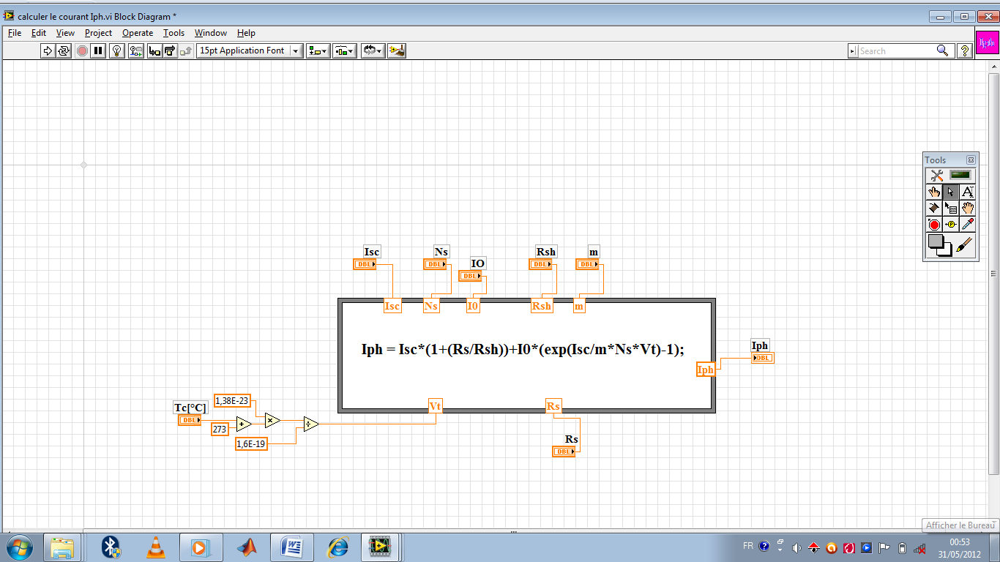 calculer le courant Iph.vi Block Diagram *
File Edit View Project Operate Tools Window Help
15pt Application Font
Search
?
Tools
Isc
Ns
IO
Rsh
m
DBL
DBL
DBL
DBL
DBL
Isc
Ns
I0
Rsh
m
Iph = Isc*(1+(Rs/Rsh))+I0*(exp(Isc/m*Ns*Vt)-1);
Iph
DBL
Iph
Vt
Rs
Tc[°C]
DBL
1,38E-23
273
1,6E-19
+
×
÷
Rs
DBL
Afficher le Bureau
FR
00:53
31/05/2012